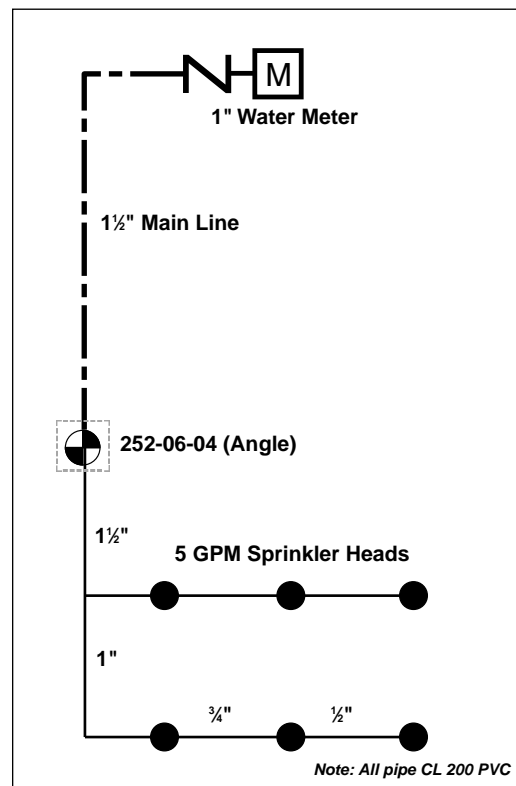 M
1" Water Meter
1½" Main Line
252-06-04 (Angle)
1½"
5 GPM Sprinkler Heads
1"
¾"
½"
Note: All pipe CL 200 PVC